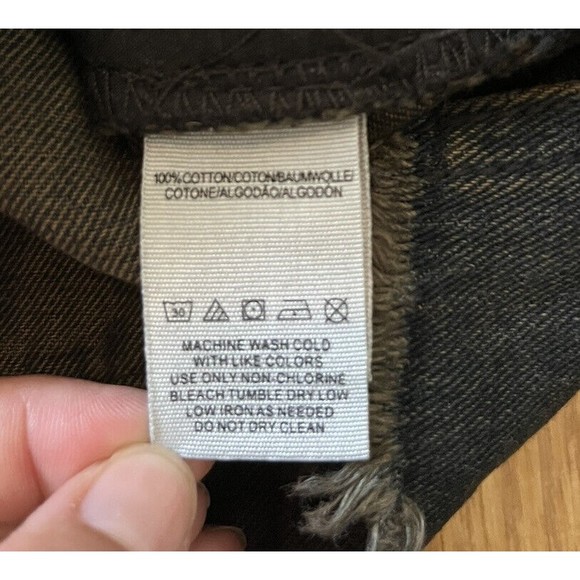 100% COTTON/COTON/BAUMWOLLE/
COTONE/ALGODÃO/ALGODÓN
30
MACHINE WASH COLD
WITH LIKE COLORS
USE ONLY NON-CHLORINE
BLEACH TUMBLE DRY LOW
LOW IRON AS NEEDED
DO NOT DRY CLEAN